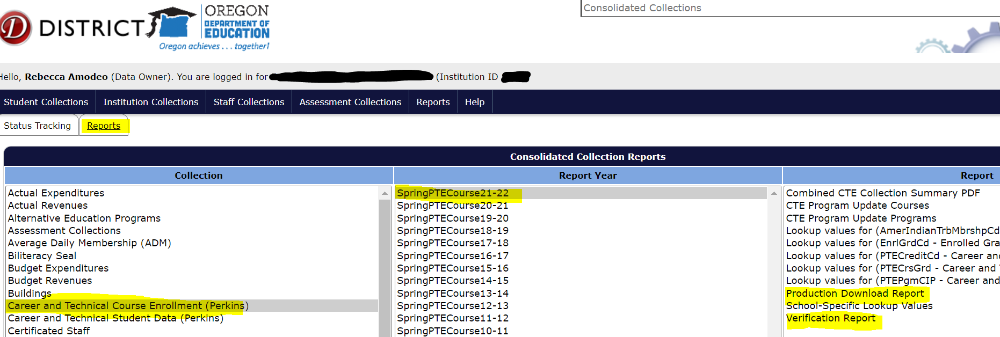 Consolidated Collections
D DISTRICT
OREGON
DEPARTMENT OF
EDUCATION
Oregon achieves . . . together!
Hello, Rebecca Amodeo (Data Owner). You are logged in for (Institution ID
Student Collections Institution Collections Staff Collections Assessment Collections Reports Help
Status Tracking Reports
Consolidated Collection Reports
Collection Report Year Report
Actual Expenditures
Actual Revenues
Alternative Education Programs
Assessment Collections
Average Daily Membership (ADM)
Biliteracy Seal
Budget Expenditures
Budget Revenues
Buildings
Career and Technical Course Enrollment (Perkins)
Career and Technical Student Data (Perkins)
Certificated Staff
SpringPTECourse21-22
SpringPTECourse20-21
SpringPTECourse19-20
SpringPTECourse18-19
SpringPTECourse17-18
SpringPTECourse16-17
SpringPTECourse15-16
SpringPTECourse14-15
SpringPTECourse13-14
SpringPTECourse12-13
SpringPTECourse11-12
SpringPTECourse10-11
Combined CTE Collection Summary PDF
CTE Program Update Courses
CTE Program Update Programs
Lookup values for (AmerIndianTrbMbrshpCd
Lookup values for (EnrlGrdCd - Enrolled Gra
Lookup values for (PTECreditCd - Career an
Lookup values for (PTECrsGrd - Career and
Lookup values for (PTEPgmCIP - Career and
Production Download Report
School-Specific Lookup Values
Verification Report